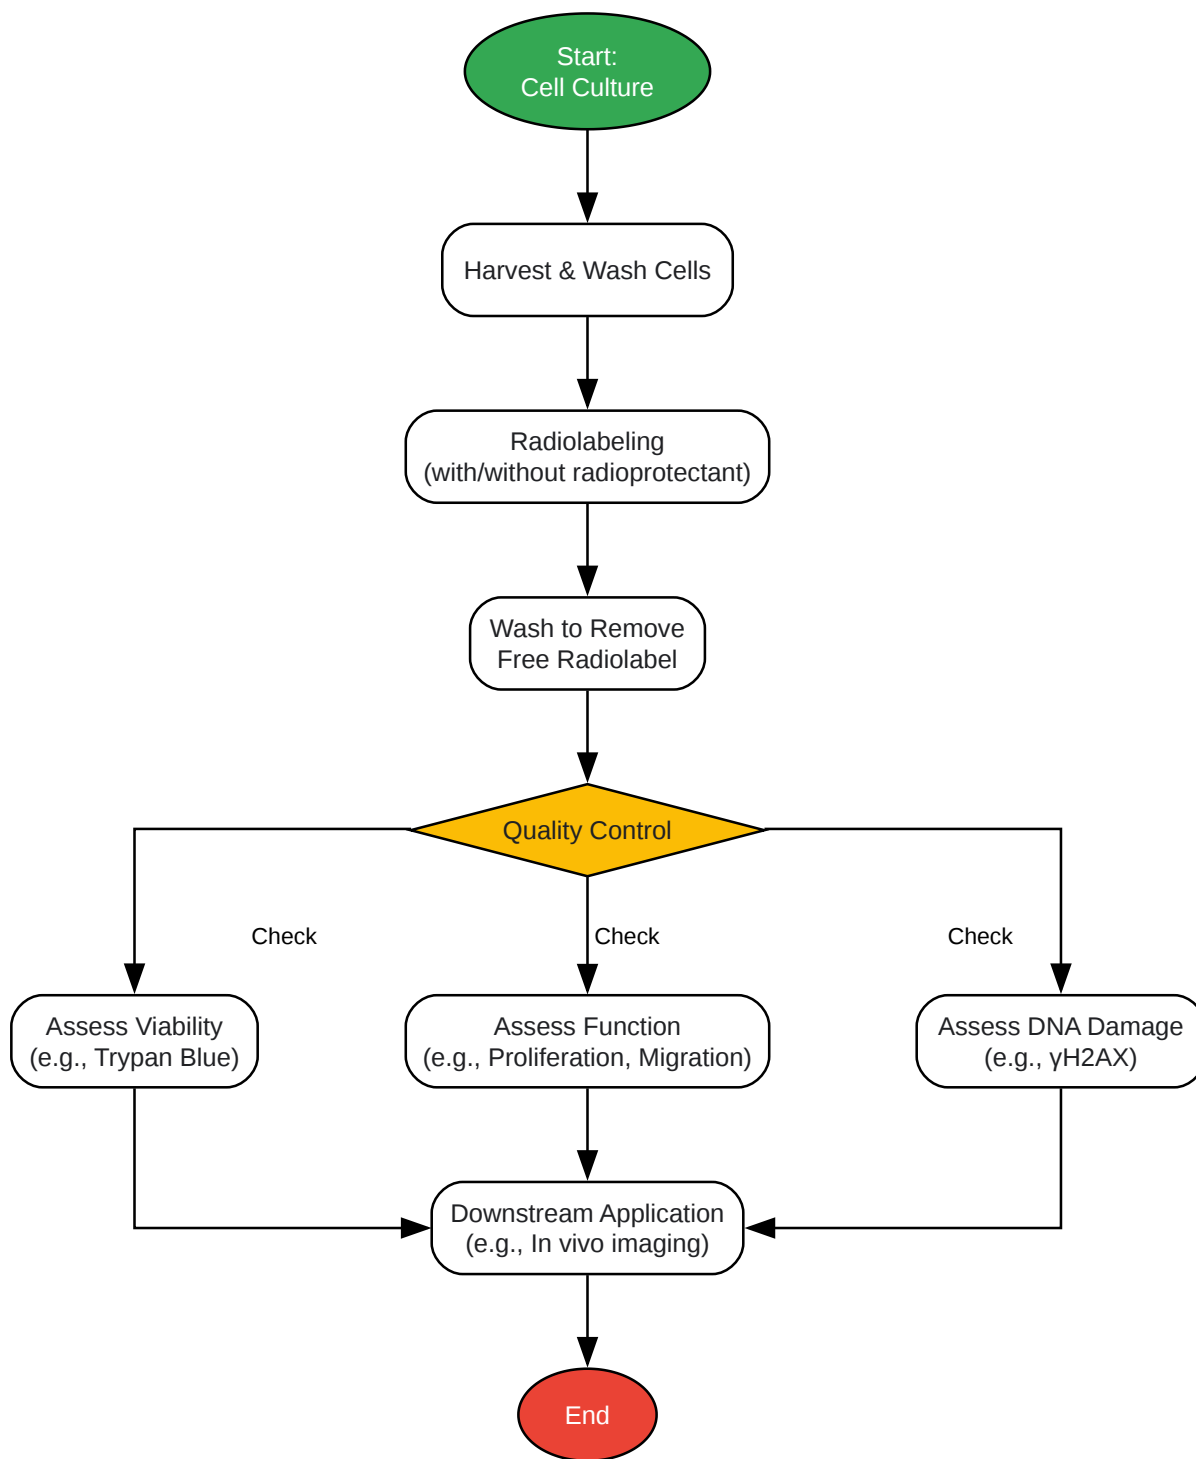 Start:
Cell Culture
Harvest & Wash Cells
Radiolabeling
(with/without radioprotectant)
Wash to Remove
Free Radiolabel
Quality Control
Check
Check
Check
Assess Viability
(e.g., Trypan Blue)
Assess Function
(e.g., Proliferation, Migration)
Assess DNA Damage
(e.g., γH2AX)
Downstream Application
(e.g., In vivo imaging)
End